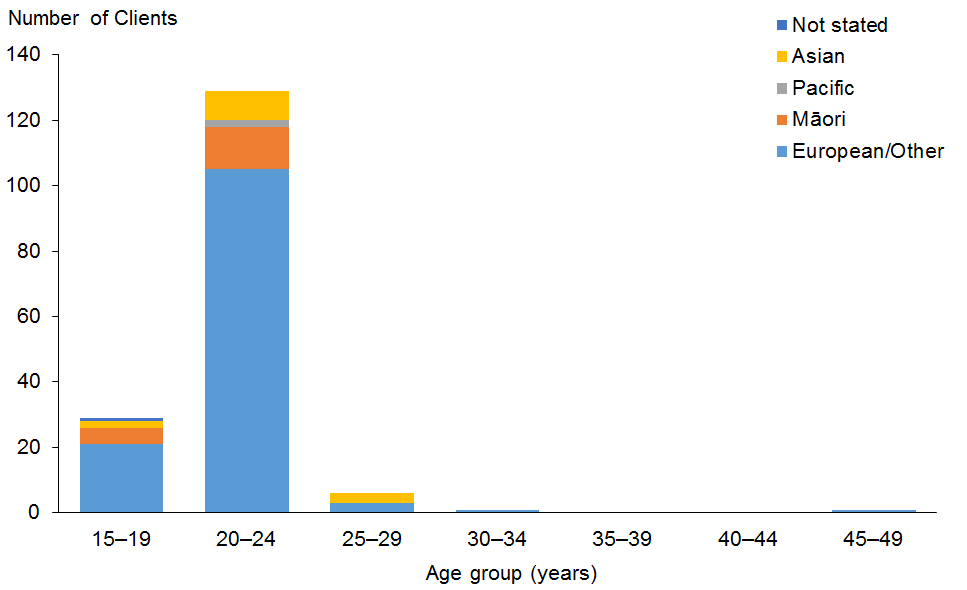 Number of Clients
Not stated
Asian
Pacific
Māori
European/Other
140
120
100
80
60
40
20
0
15–19 20–24 25–29 30–34 35–39 40–44 45–49
Age group (years)